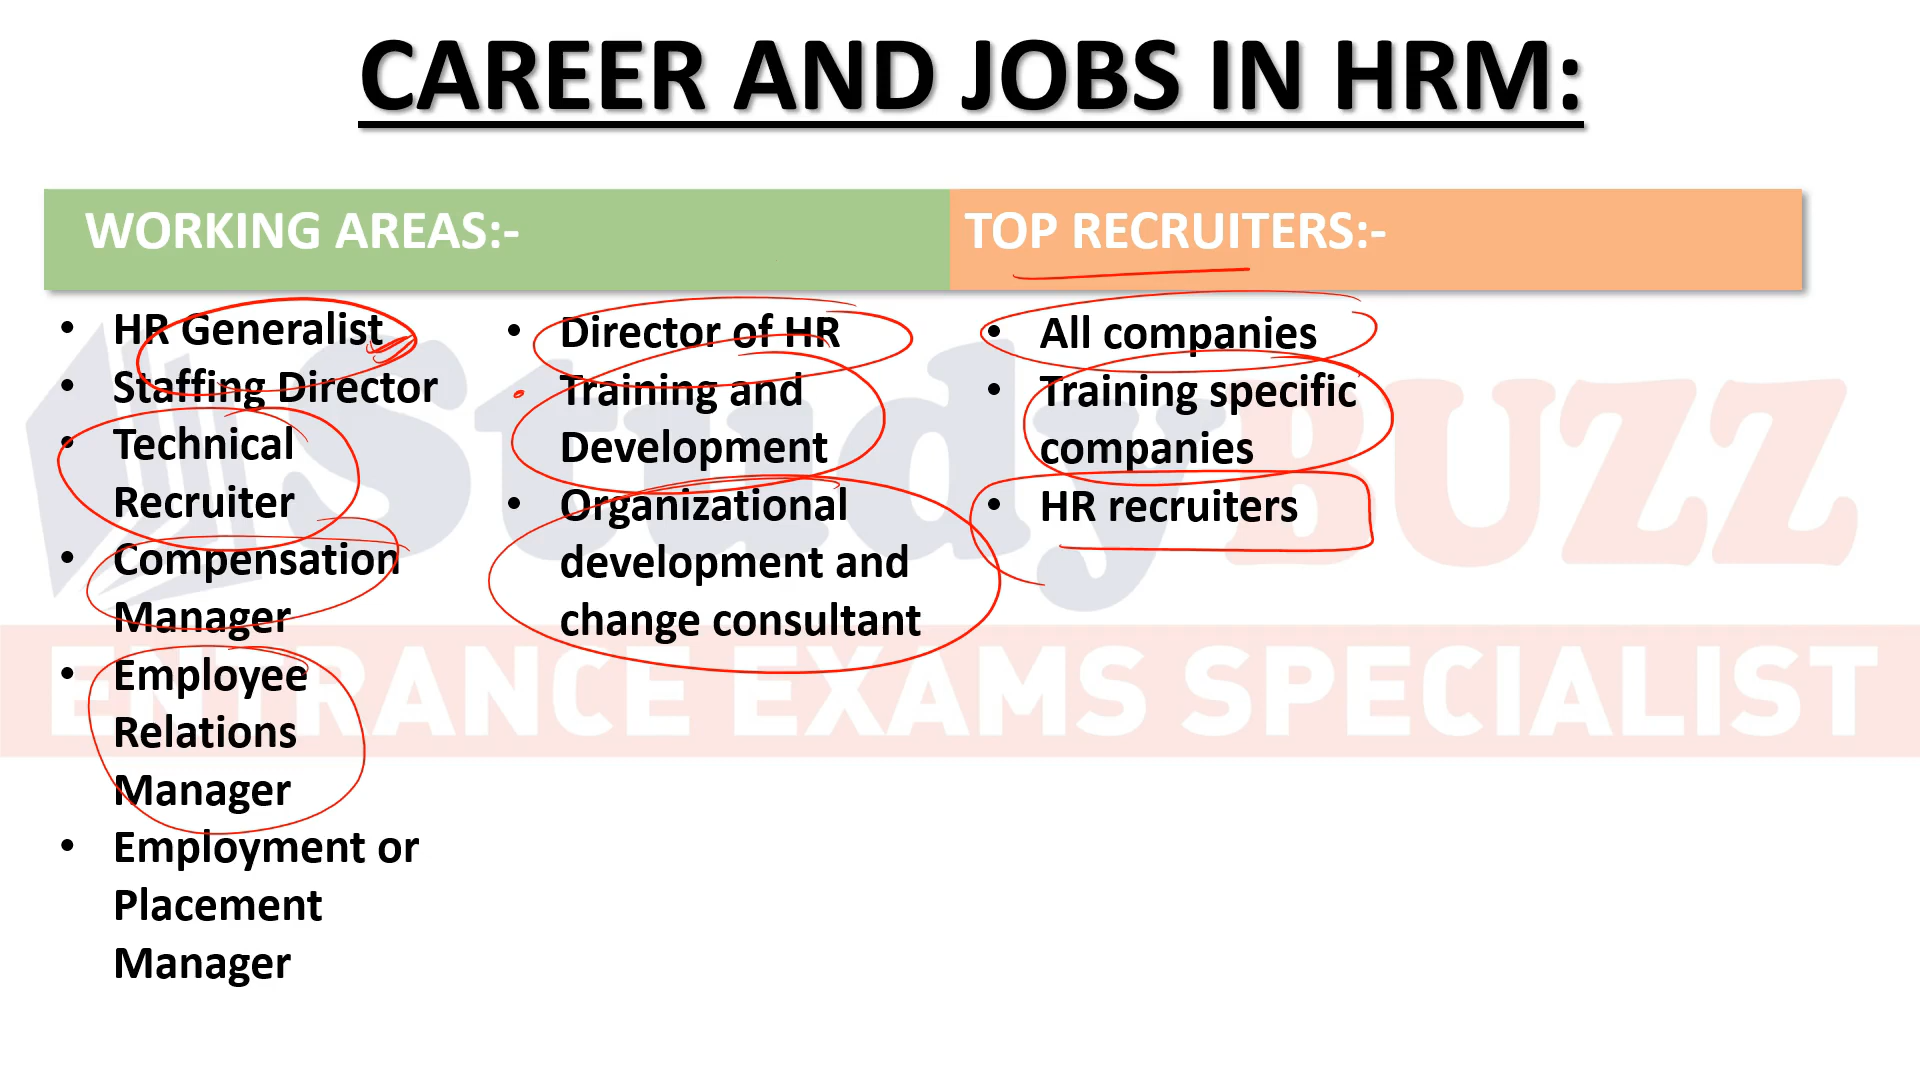 CAREER AND JOBS IN HRM:
WORKING AREAS:-
• HR Generalist
• Staffing Director
• Technical
Recruiter
• Compensation
Manager
• Employee
Relations
Manager
• Employment or
Placement
Manager
• Director of HR
• Training and
Development
• Organizational
development and
change consultant
TOP RECRUITERS:-
• All companies
• Training specific
companies
• HR recruiters
StudyBUZZ
ENTRANCE EXAMS SPECIALIST